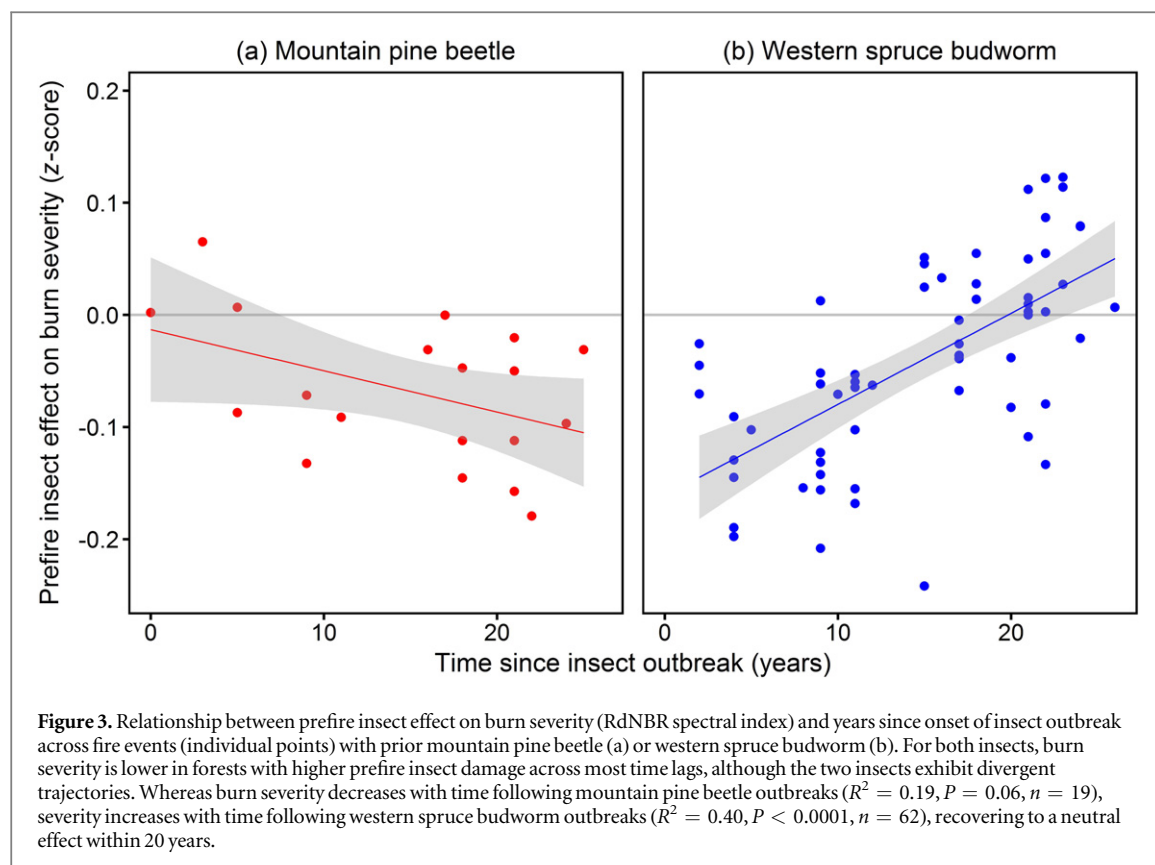 (a) Mountain pine beetle
(b) Western spruce budworm
Prefire insect effect on burn severity (z-score)
0.2
0.1
0.0
-0.1
-0.2
0
10
20
0
10
20
Time since insect outbreak (years)
Figure 3. Relationship between prefire insect effect on burn severity (RdNBR spectral index) and years since onset of insect outbreak
across fire events (individual points) with prior mountain pine beetle (a) or western spruce budworm (b). For both insects, burn
severity is lower in forests with higher prefire insect damage across most time lags, although the two insects exhibit divergent
trajectories. Whereas burn severity decreases with time following mountain pine beetle outbreaks (R² = 0.19, P = 0.06, n = 19),
severity increases with time following western spruce budworm outbreaks (R² = 0.40, P < 0.0001, n = 62), recovering to a neutral
effect within 20 years.